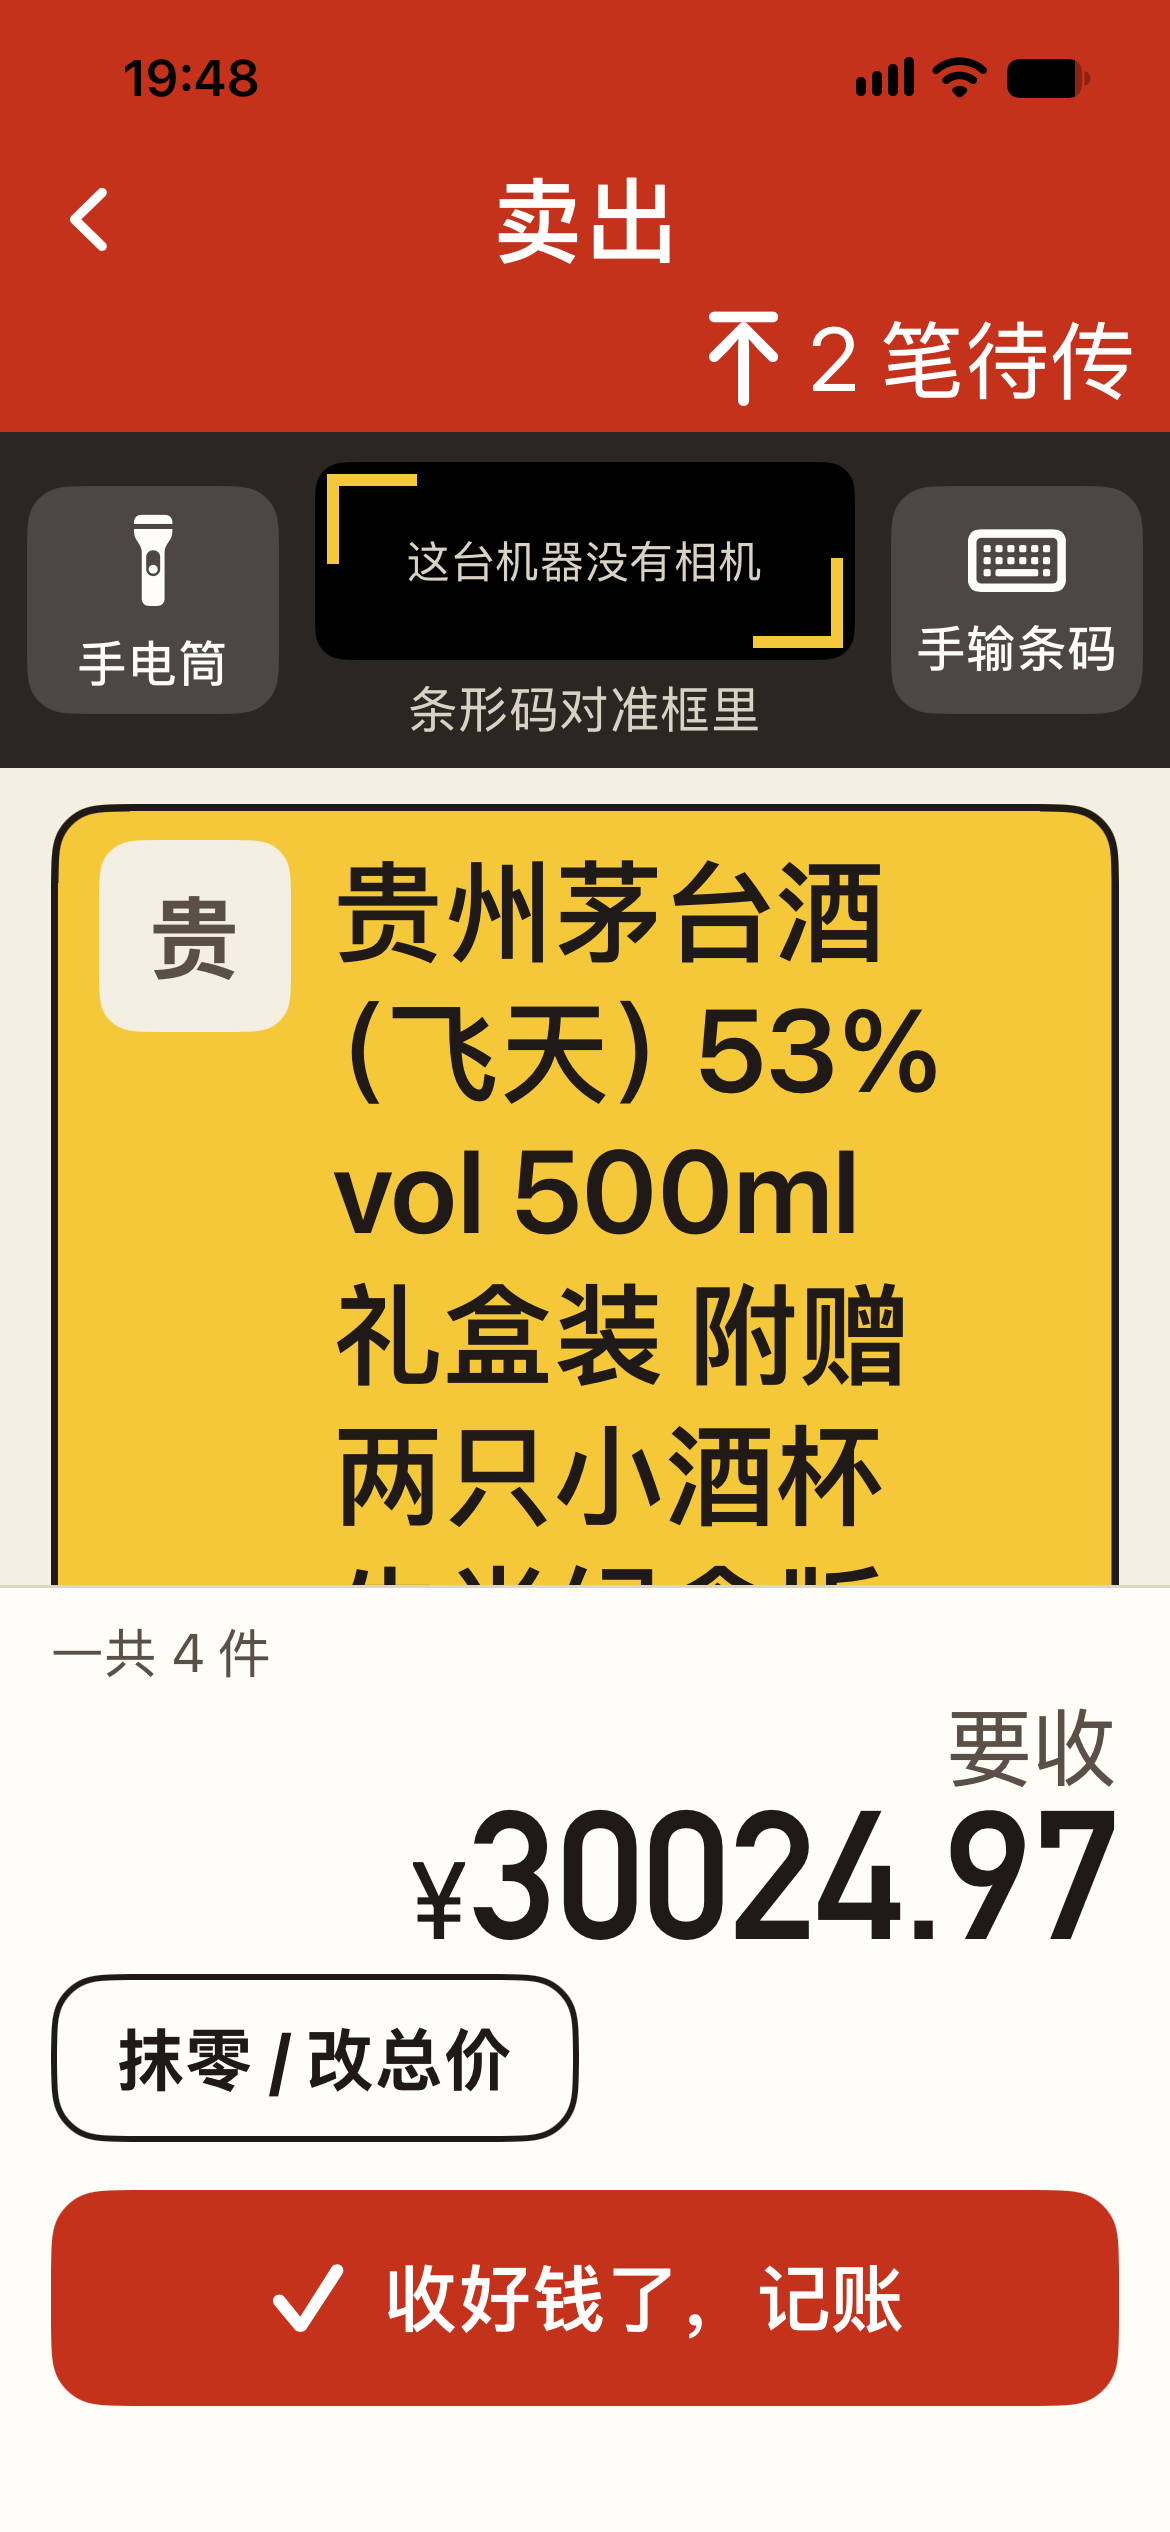 19:48
卖出
2 笔待传
手电筒
这台机器没有相机
手输条码
条形码对准框里
贵
贵州茅台酒
（飞天）53%
vol 500ml
礼盒装 附赠
两只小酒杯
一共 4 件
要收
¥30024.97
抹零 / 改总价
收好钱了，记账